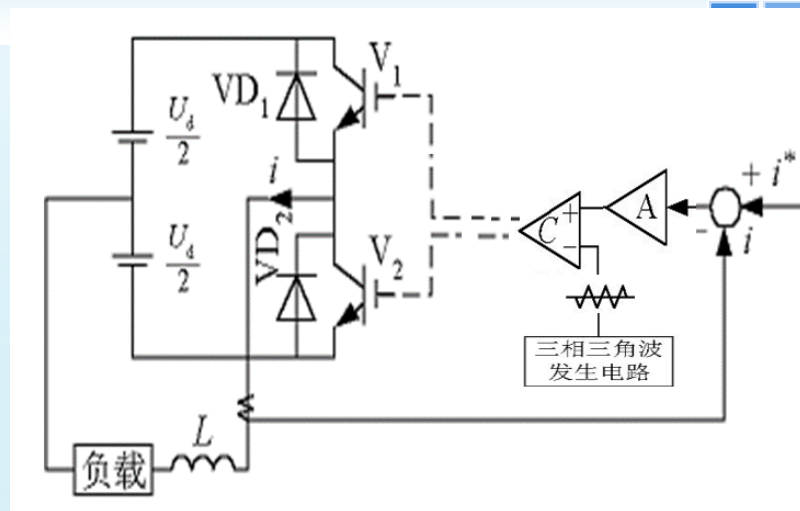 VD₁
V₁
U_d
2
i
+ i*
A
C
+
−
-
i
U_d
2
VD₂
V₂
三相三角波
发生电路
L
负载